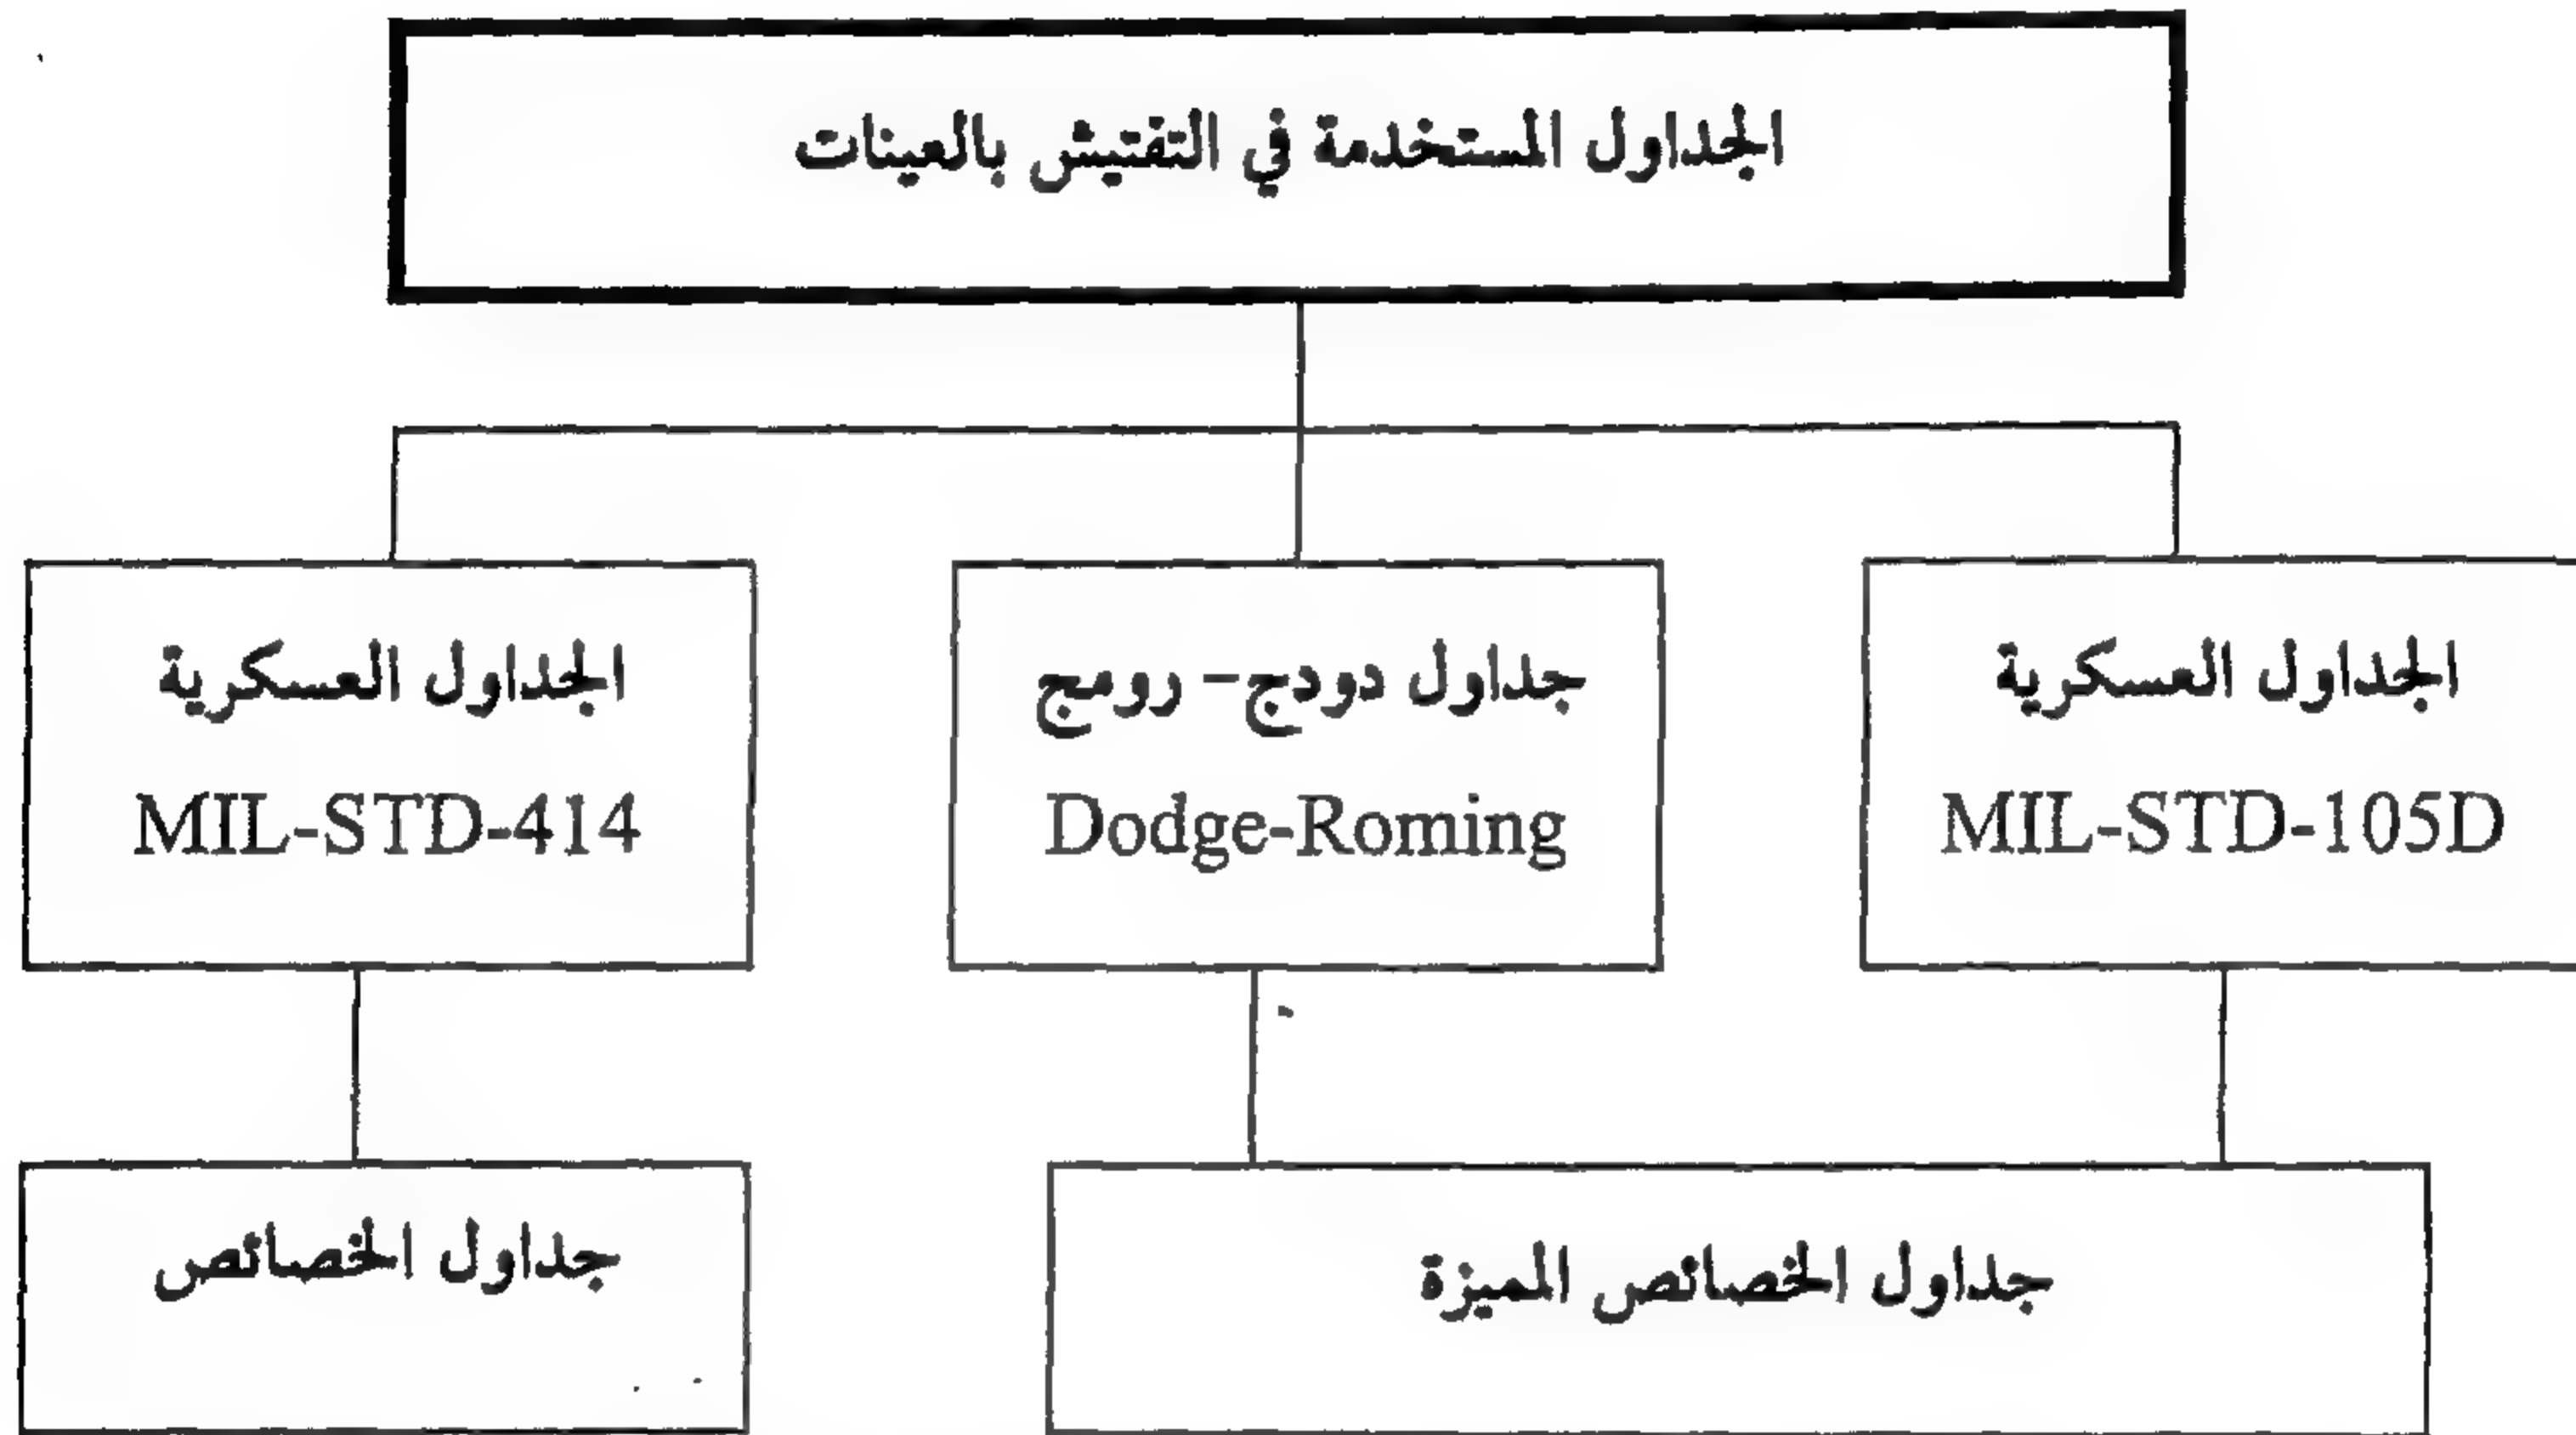 الجداول المستخدمة في التفتيش بالعينات
الجداول العسكرية
MIL-STD-105D
جداول دودج- رومج
Dodge-Roming
الجداول العسكرية
MIL-STD-414
جداول الخصائص المميزة
جداول الخصائص